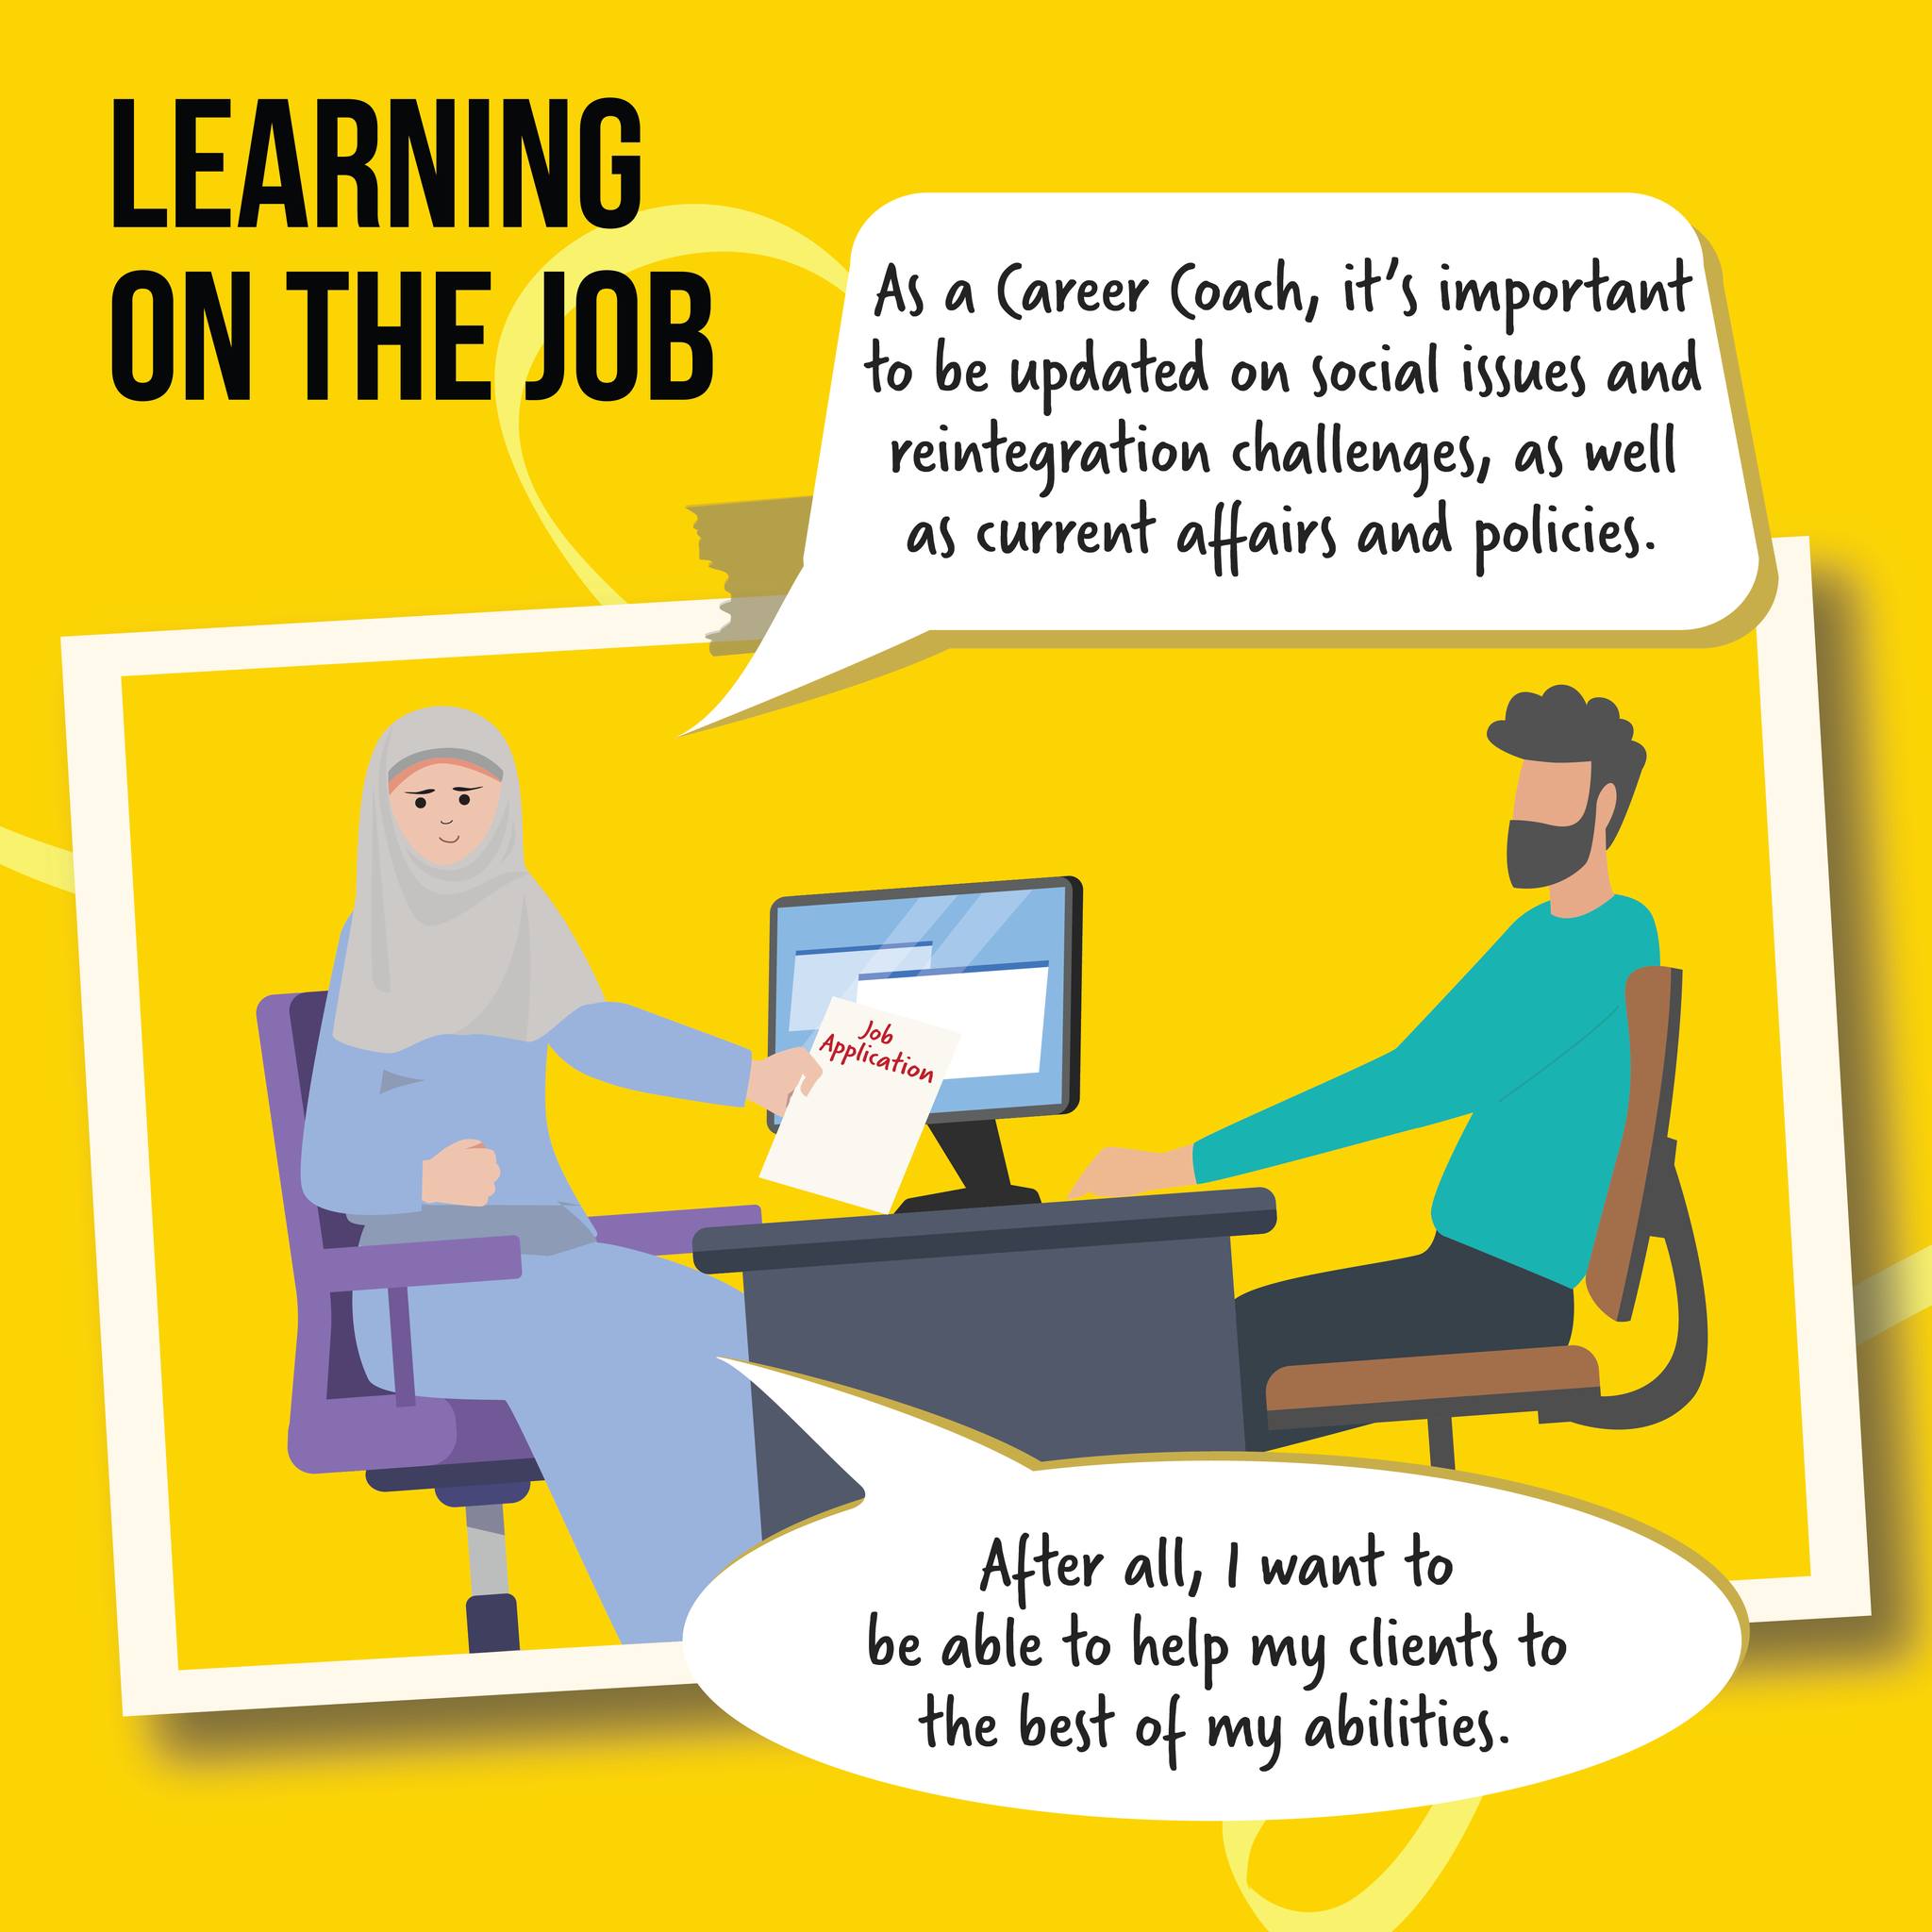 LEARNING
ON THE JOB
As a Career Coach, it's important
to be updated on social issues and
reintegration challenges, as well
as current affairs and policies.
Job
Application
After all, I want to
be able to help my clients to
the best of my abilities.